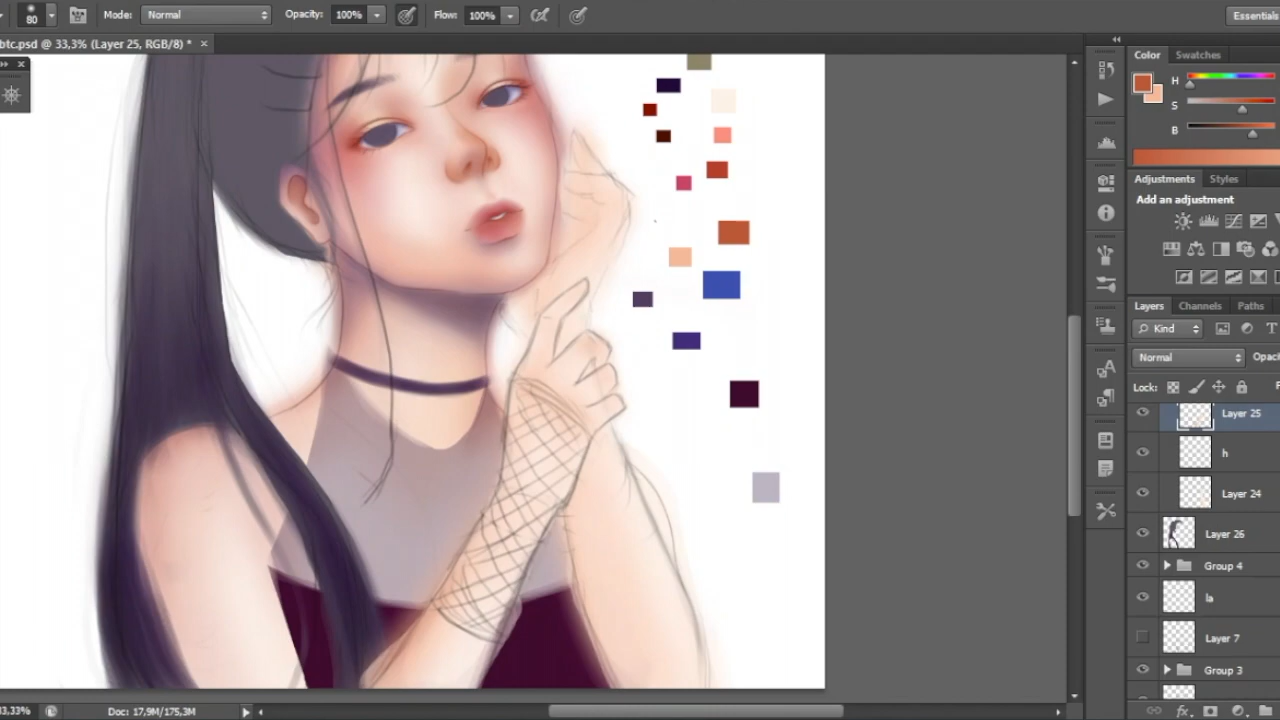 80 Mode: Normal Opacity: 100% Flow: 100% Essentials
btc.psd @ 33,3% (Layer 25, RGB/8) * ×
Color Swatches
H
S
B
Adjustments Styles
Add an adjustment
Layers Channels Paths
Kind T
Normal Opac
Lock:
Layer 25
h
Layer 24
Layer 26
Group 4
la
Layer 7
Group 3
fx
33,33% Doc: 17,9M/175,3M